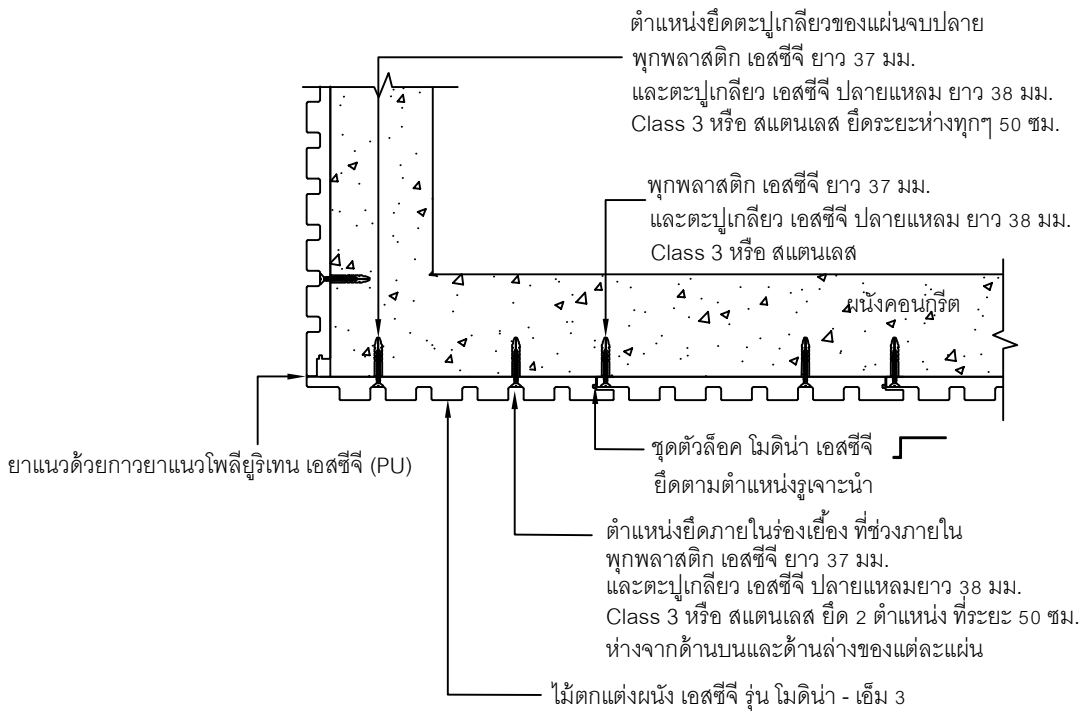 ตำแหน่งยึดตะปูเกลียวของแผ่นจบปลาย
พุกพลาสติก เอสซีจี ยาว 37 มม.
และตะปูเกลียว เอสซีจี ปลายแหลม ยาว 38 มม.
Class 3 หรือ สแตนเลส ยึดระยะห่างทุกๆ 50 ซม.
พุกพลาสติก เอสซีจี ยาว 37 มม.
และตะปูเกลียว เอสซีจี ปลายแหลม ยาว 38 มม.
Class 3 หรือ สแตนเลส
ผนังคอนกรีต
ยาแนวด้วยกาวยาแนวโพลียูริเทน เอสซีจี (PU)
ชุดตัวล็อค โมดิน่า เอสซีจี
ยึดตามตำแหน่งรูเจาะนำ
ตำแหน่งยึดภายในร่องเยื้อง ที่ช่วงภายใน
พุกพลาสติก เอสซีจี ยาว 37 มม.
และตะปูเกลียว เอสซีจี ปลายแหลมยาว 38 มม.
Class 3 หรือ สแตนเลส ยึด 2 ตำแหน่ง ที่ระยะ 50 ซม.
ห่างจากด้านบนและด้านล่างของแต่ละแผ่น
ไม้ตกแต่งผนัง เอสซีจี รุ่น โมดิน่า - เอ็ม 3